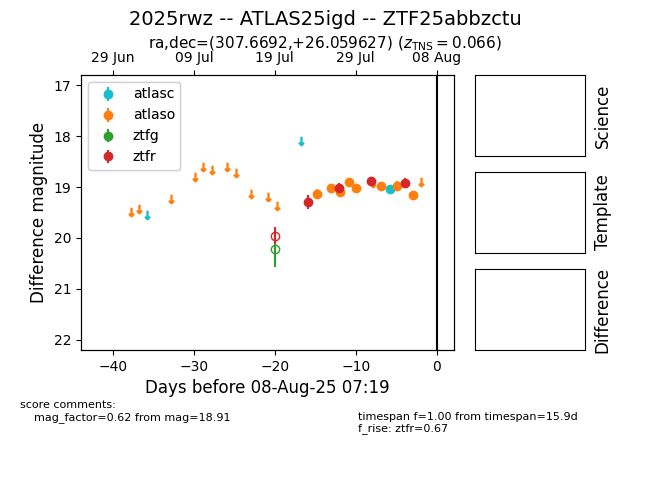 2025rwz -- ATLAS25igd -- ZTF25abbzctu
ra,dec=(307.6692,+26.059627) (z_TNS = 0.066)
29 Jun 09 Jul 19 Jul 29 Jul 08 Aug
atlasc
atlaso
ztfg
ztfr
Difference magnitude
17
18
19
20
21
22
−40 −30 −20 −10 0
Days before 08-Aug-25 07:19
Science
Template
Difference
score comments:
mag_factor=0.62 from mag=18.91
timespan f=1.00 from timespan=15.9d
f_rise: ztfr=0.67